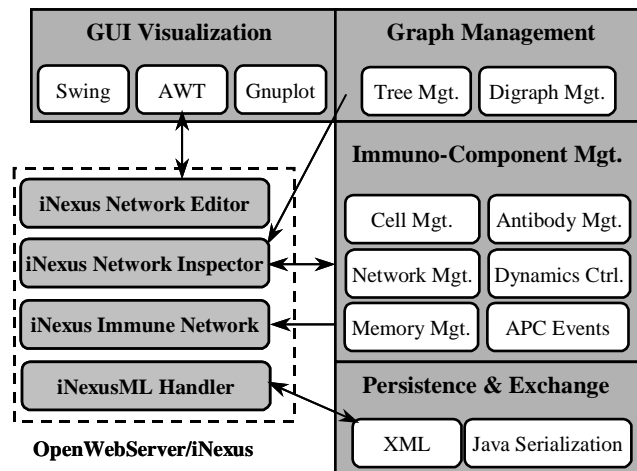 GUI Visualization
Swing
AWT
Gnuplot
Graph Management
Tree Mgt.
Digraph Mgt.
Immuno-Component Mgt.
Cell Mgt.
Antibody Mgt.
Network Mgt.
Dynamics Ctrl.
Memory Mgt.
APC Events
iNexus Network Editor
iNexus Network Inspector
iNexus Immune Network
iNexusML Handler
OpenWebServer/iNexus
Persistence & Exchange
XML
Java Serialization